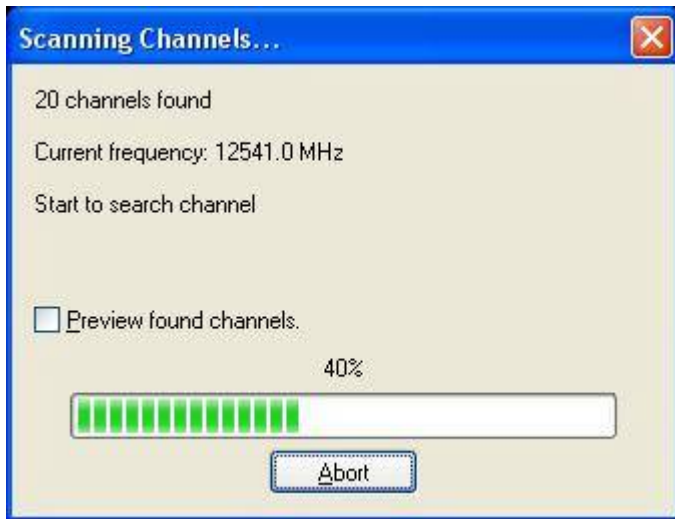 Scanning Channels...
20 channels found
Current frequency: 12541.0 MHz
Start to search channel
Preview found channels.
40%
Abort